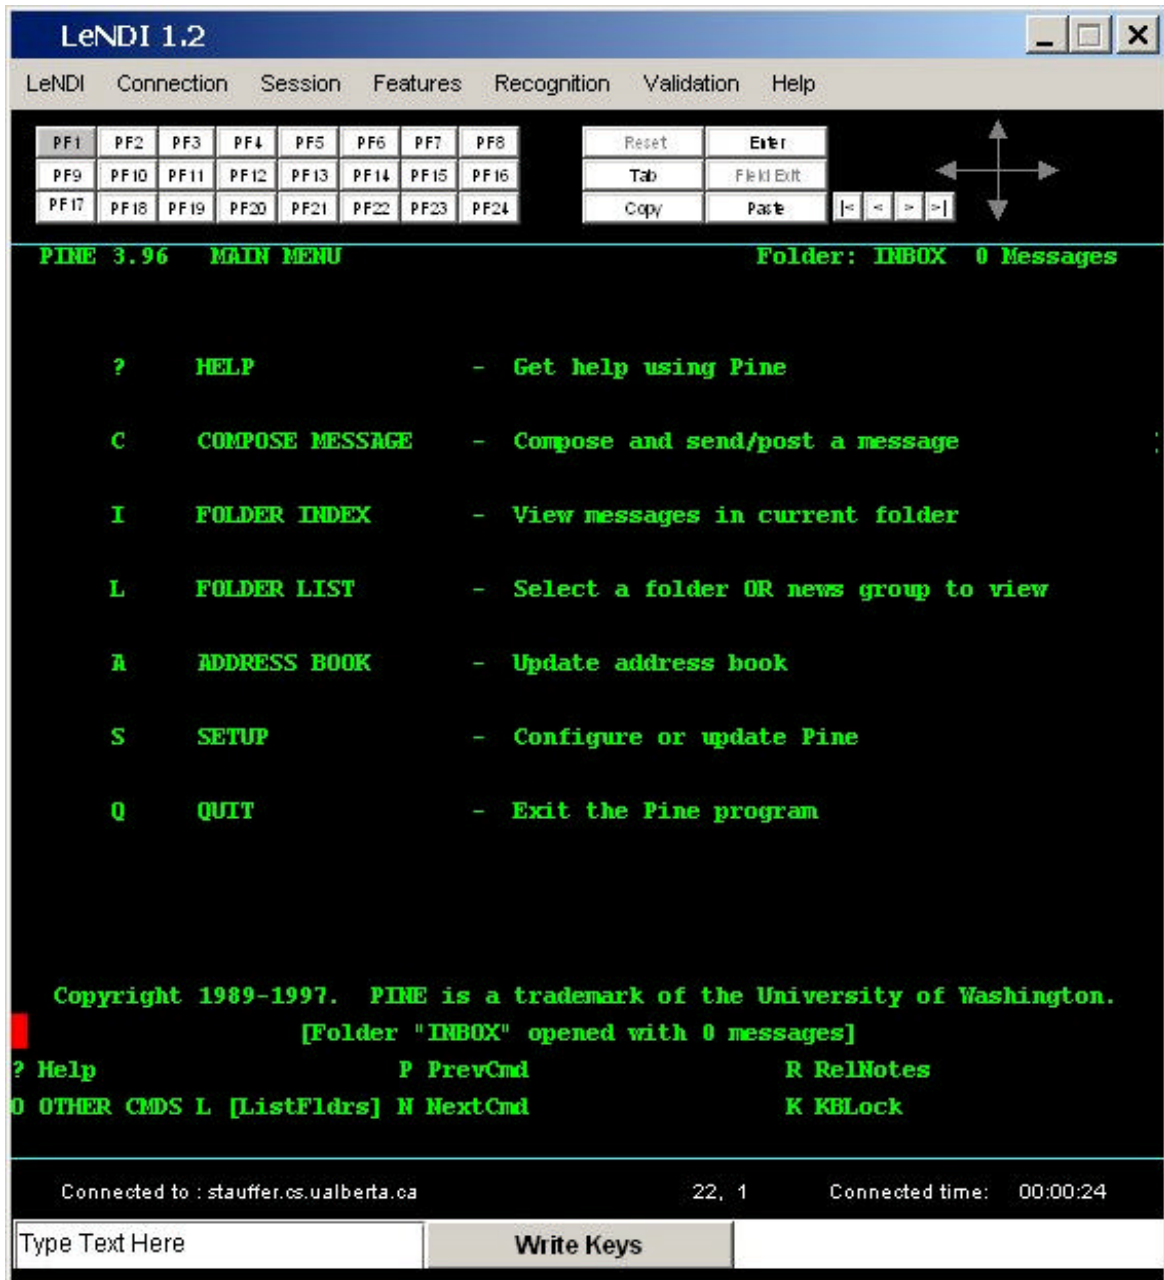 LeNDI 1.2
LeNDI Connection Session Features Recognition Validation Help
PF1 PF2 PF3 PF4 PF5 PF6 PF7 PF8 Reset Enter
PF9 PF10 PF11 PF12 PF13 PF14 PF15 PF16 Tab Field Exit
PF17 PF18 PF19 PF20 PF21 PF22 PF23 PF24 Copy Paste |< < > >|
PINE 3.96 MAIN MENU Folder: INBOX 0 Messages
? HELP - Get help using Pine
C COMPOSE MESSAGE - Compose and send/post a message
I FOLDER INDEX - View messages in current folder
L FOLDER LIST - Select a folder OR news group to view
A ADDRESS BOOK - Update address book
S SETUP - Configure or update Pine
Q QUIT - Exit the Pine program
Copyright 1989-1997. PINE is a trademark of the University of Washington.
[Folder "INBOX" opened with 0 messages]
? Help P PrevCmd R RelNotes
O OTHER CMDS L [ListFldrs] N NextCmd K KBLock
Connected to : stauffer.cs.ualberta.ca 22, 1 Connected time: 00:00:24
Type Text Here Write Keys